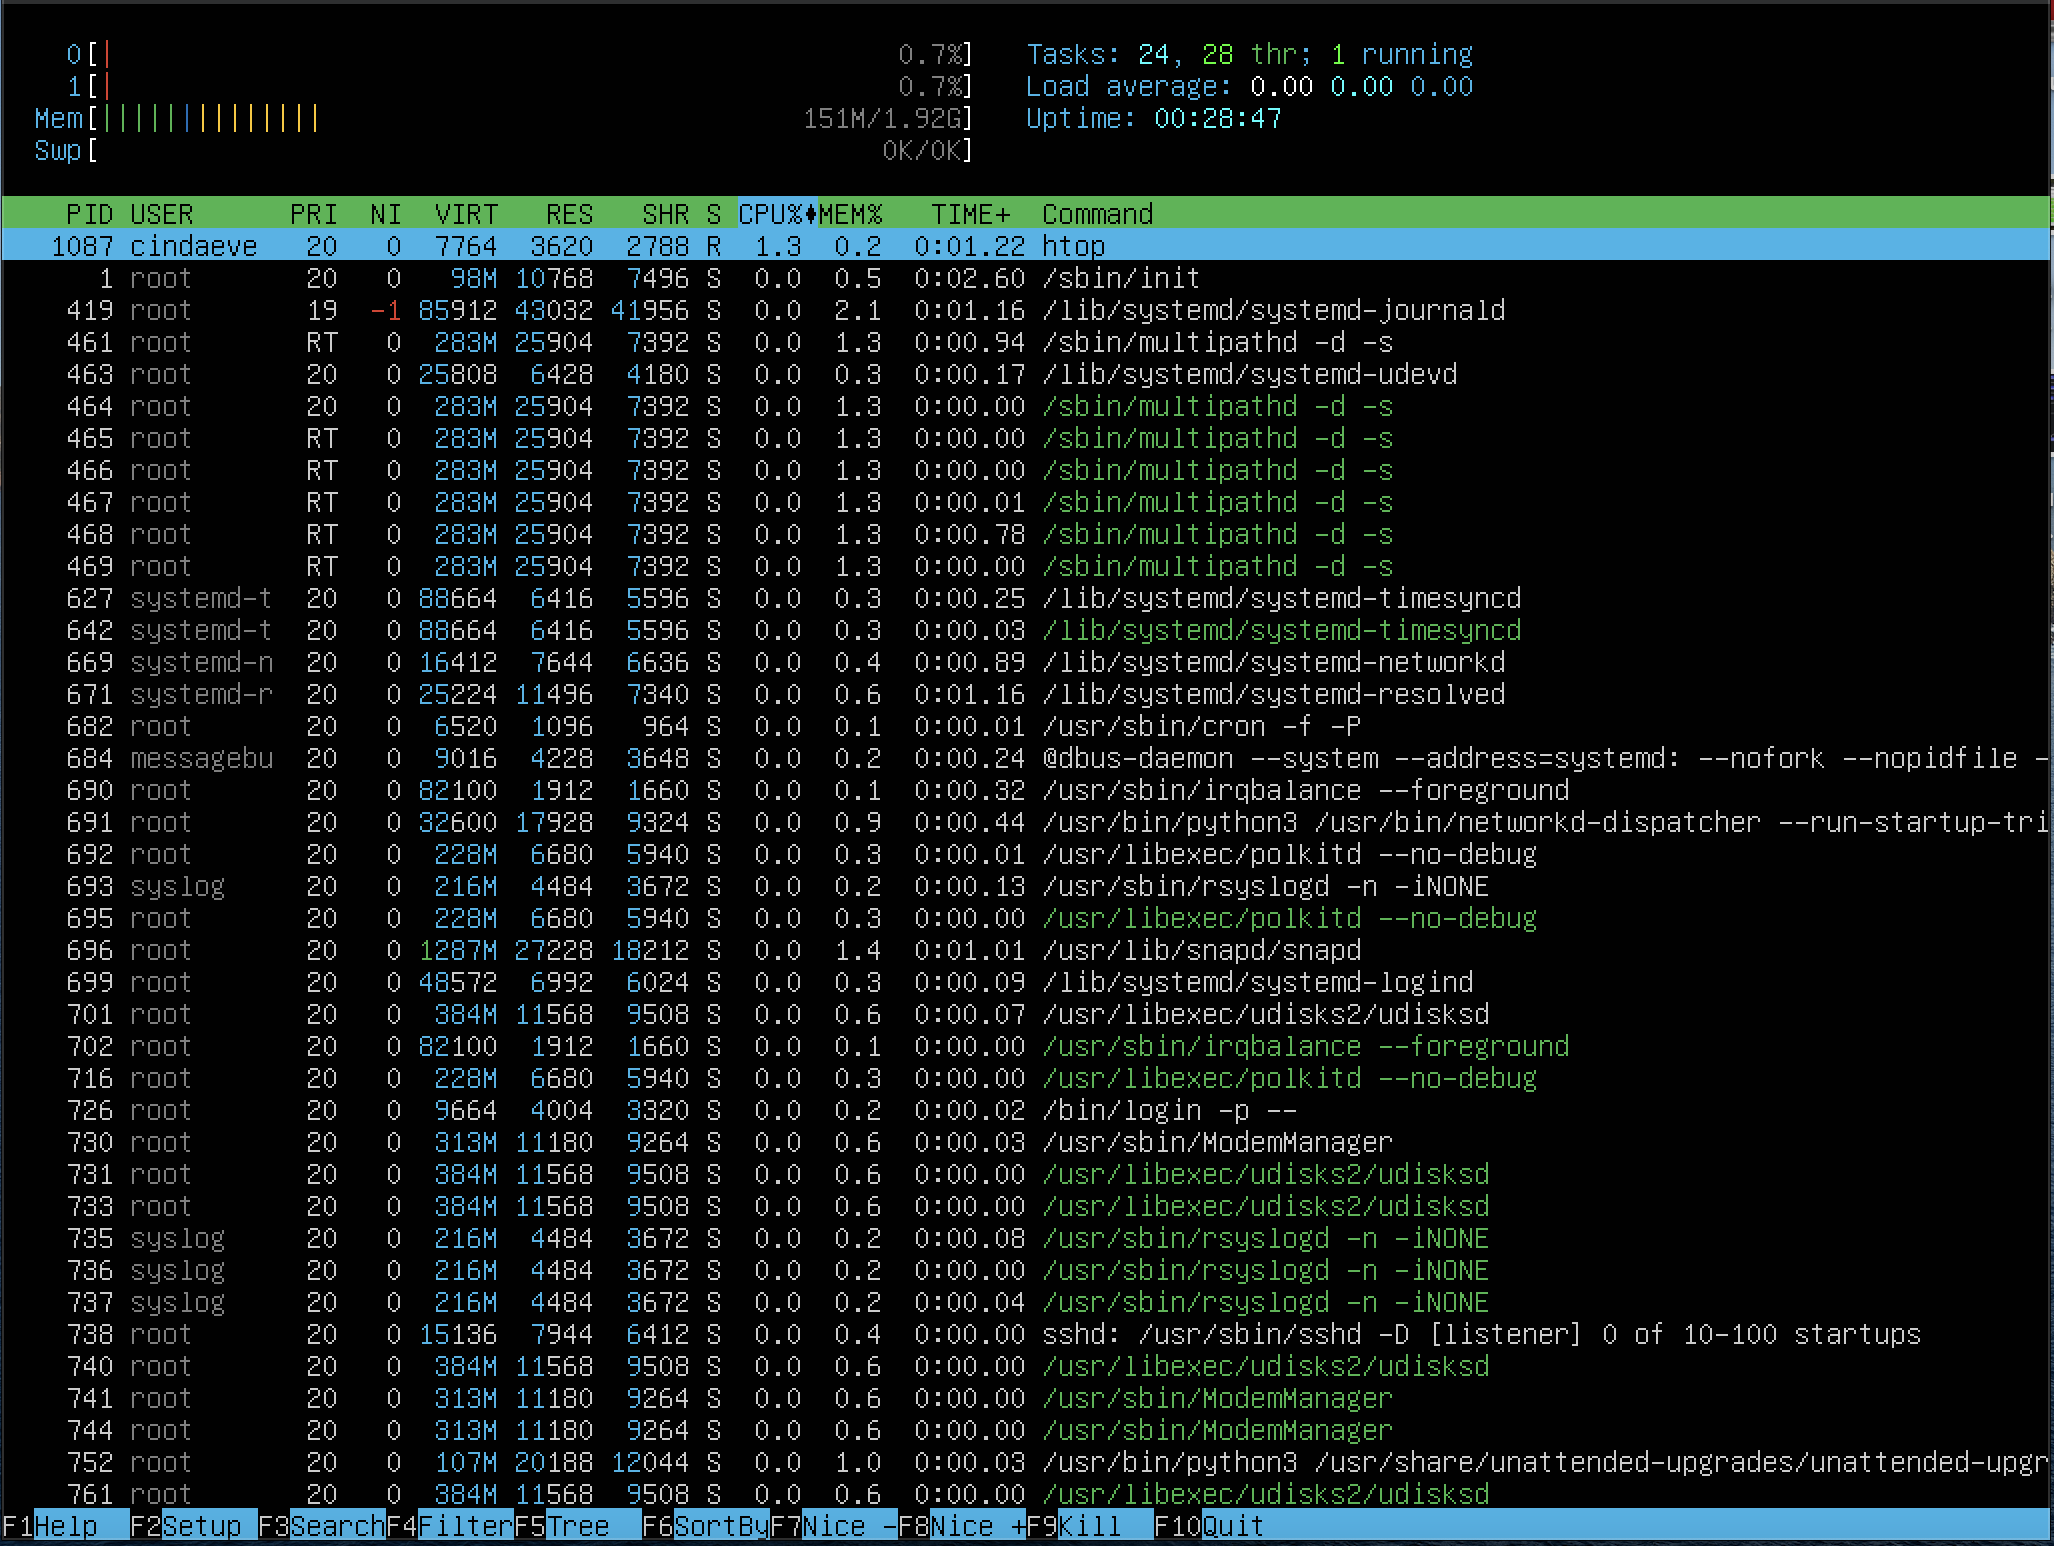 0[| 0.7%] Tasks: 24, 28 thr; 1 running
1[| 0.7%] Load average: 0.00 0.00 0.00
Mem[|||||||||||||| 151M/1.92G] Uptime: 00:28:47
Swp[ 0K/0K]
PID USER PRI NI VIRT RES SHR S CPU% MEM% TIME+ Command
1087 cindaeve 20 0 7764 3620 2788 R 1.3 0.2 0:01.22 htop
1 root 20 0 98M 10768 7496 S 0.0 0.5 0:02.60 /sbin/init
419 root 19 -1 85912 43032 41956 S 0.0 2.1 0:01.16 /lib/systemd/systemd-journald
461 root RT 0 283M 25904 7392 S 0.0 1.3 0:00.94 /sbin/multipathd -d -s
463 root 20 0 25808 6428 4180 S 0.0 0.3 0:00.17 /lib/systemd/systemd-udevd
464 root 20 0 283M 25904 7392 S 0.0 1.3 0:00.00 /sbin/multipathd -d -s
465 root RT 0 283M 25904 7392 S 0.0 1.3 0:00.00 /sbin/multipathd -d -s
466 root RT 0 283M 25904 7392 S 0.0 1.3 0:00.00 /sbin/multipathd -d -s
467 root RT 0 283M 25904 7392 S 0.0 1.3 0:00.01 /sbin/multipathd -d -s
468 root RT 0 283M 25904 7392 S 0.0 1.3 0:00.78 /sbin/multipathd -d -s
469 root RT 0 283M 25904 7392 S 0.0 1.3 0:00.00 /sbin/multipathd -d -s
627 systemd-t 20 0 88664 6416 5596 S 0.0 0.3 0:00.25 /lib/systemd/systemd-timesyncd
642 systemd-t 20 0 88664 6416 5596 S 0.0 0.3 0:00.03 /lib/systemd/systemd-timesyncd
669 systemd-n 20 0 16412 7644 6636 S 0.0 0.4 0:00.89 /lib/systemd/systemd-networkd
671 systemd-r 20 0 25224 11496 7340 S 0.0 0.6 0:01.16 /lib/systemd/systemd-resolved
682 root 20 0 6520 1096 964 S 0.0 0.1 0:00.01 /usr/sbin/cron -f -P
684 messagebu 20 0 9016 4228 3648 S 0.0 0.2 0:00.24 @dbus-daemon --system --address=systemd: --nofork --nopidfile -
690 root 20 0 82100 1912 1660 S 0.0 0.1 0:00.32 /usr/sbin/irqbalance --foreground
691 root 20 0 32600 17928 9324 S 0.0 0.9 0:00.44 /usr/bin/python3 /usr/bin/networkd-dispatcher --run-startup-tri
692 root 20 0 228M 6680 5940 S 0.0 0.3 0:00.01 /usr/libexec/polkitd --no-debug
693 syslog 20 0 216M 4484 3672 S 0.0 0.2 0:00.13 /usr/sbin/rsyslogd -n -iNONE
695 root 20 0 228M 6680 5940 S 0.0 0.3 0:00.00 /usr/libexec/polkitd --no-debug
696 root 20 0 1287M 27228 18212 S 0.0 1.4 0:01.01 /usr/lib/snapd/snapd
699 root 20 0 48572 6992 6024 S 0.0 0.3 0:00.09 /lib/systemd/systemd-logind
701 root 20 0 384M 11568 9508 S 0.0 0.6 0:00.07 /usr/libexec/udisks2/udisksd
702 root 20 0 82100 1912 1660 S 0.0 0.1 0:00.00 /usr/sbin/irqbalance --foreground
716 root 20 0 228M 6680 5940 S 0.0 0.3 0:00.00 /usr/libexec/polkitd --no-debug
726 root 20 0 9664 4004 3320 S 0.0 0.2 0:00.02 /bin/login -p --
730 root 20 0 313M 11180 9264 S 0.0 0.6 0:00.03 /usr/sbin/ModemManager
731 root 20 0 384M 11568 9508 S 0.0 0.6 0:00.00 /usr/libexec/udisks2/udisksd
733 root 20 0 384M 11568 9508 S 0.0 0.6 0:00.00 /usr/libexec/udisks2/udisksd
735 syslog 20 0 216M 4484 3672 S 0.0 0.2 0:00.08 /usr/sbin/rsyslogd -n -iNONE
736 syslog 20 0 216M 4484 3672 S 0.0 0.2 0:00.00 /usr/sbin/rsyslogd -n -iNONE
737 syslog 20 0 216M 4484 3672 S 0.0 0.2 0:00.04 /usr/sbin/rsyslogd -n -iNONE
738 root 20 0 15136 7944 6412 S 0.0 0.4 0:00.00 sshd: /usr/sbin/sshd -D [listener] 0 of 10-100 startups
740 root 20 0 384M 11568 9508 S 0.0 0.6 0:00.00 /usr/libexec/udisks2/udisksd
741 root 20 0 313M 11180 9264 S 0.0 0.6 0:00.00 /usr/sbin/ModemManager
744 root 20 0 313M 11180 9264 S 0.0 0.6 0:00.00 /usr/sbin/ModemManager
752 root 20 0 107M 20188 12044 S 0.0 1.0 0:00.03 /usr/bin/python3 /usr/share/unattended-upgrades/unattended-upgr
761 root 20 0 384M 11568 9508 S 0.0 0.6 0:00.00 /usr/libexec/udisks2/udisksd
F1Help F2Setup F3SearchF4FilterF5Tree F6SortByF7Nice -F8Nice +F9Kill F10Quit